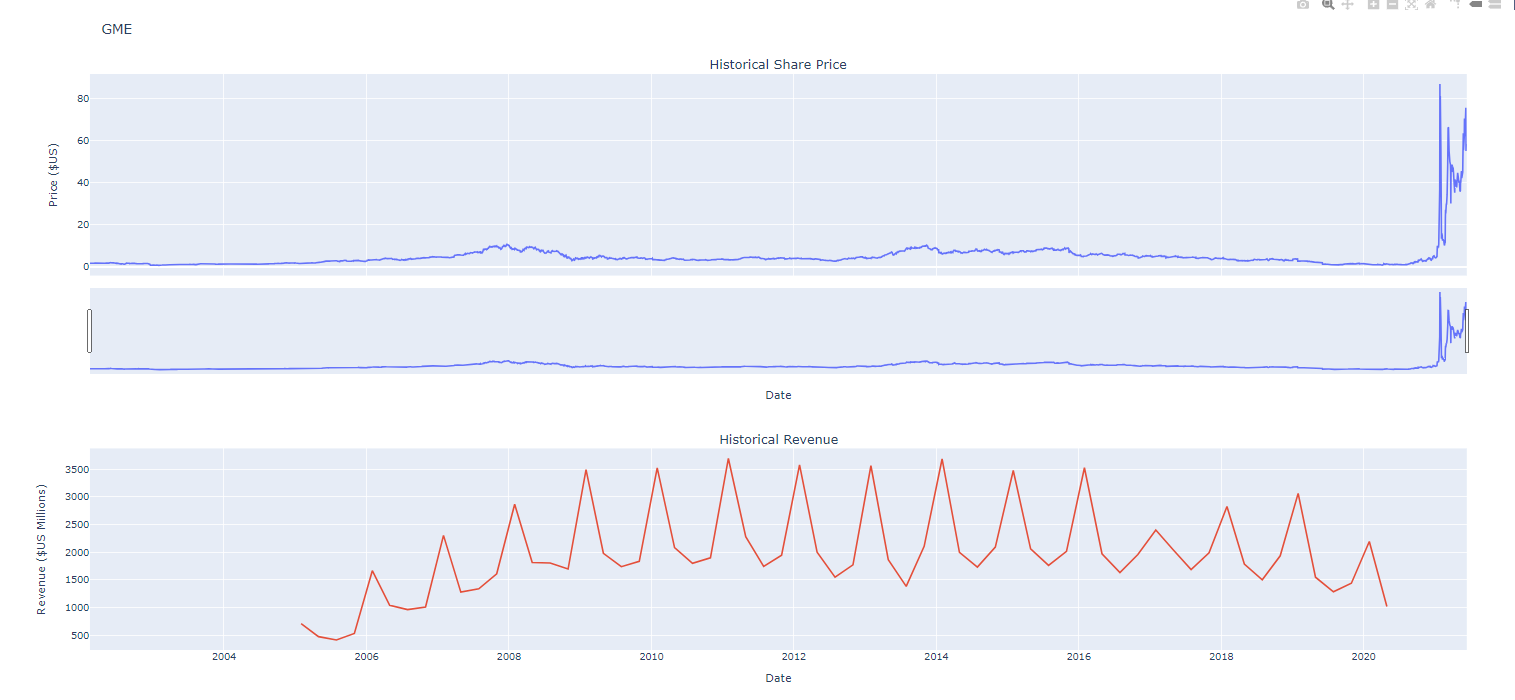 GME
Historical Share Price
80
60
40
20
0
Price ($US)
Date
Historical Revenue
3500
3000
2500
2000
1500
1000
500
Revenue ($US Millions)
2004 2006 2008 2010 2012 2014 2016 2018 2020
Date